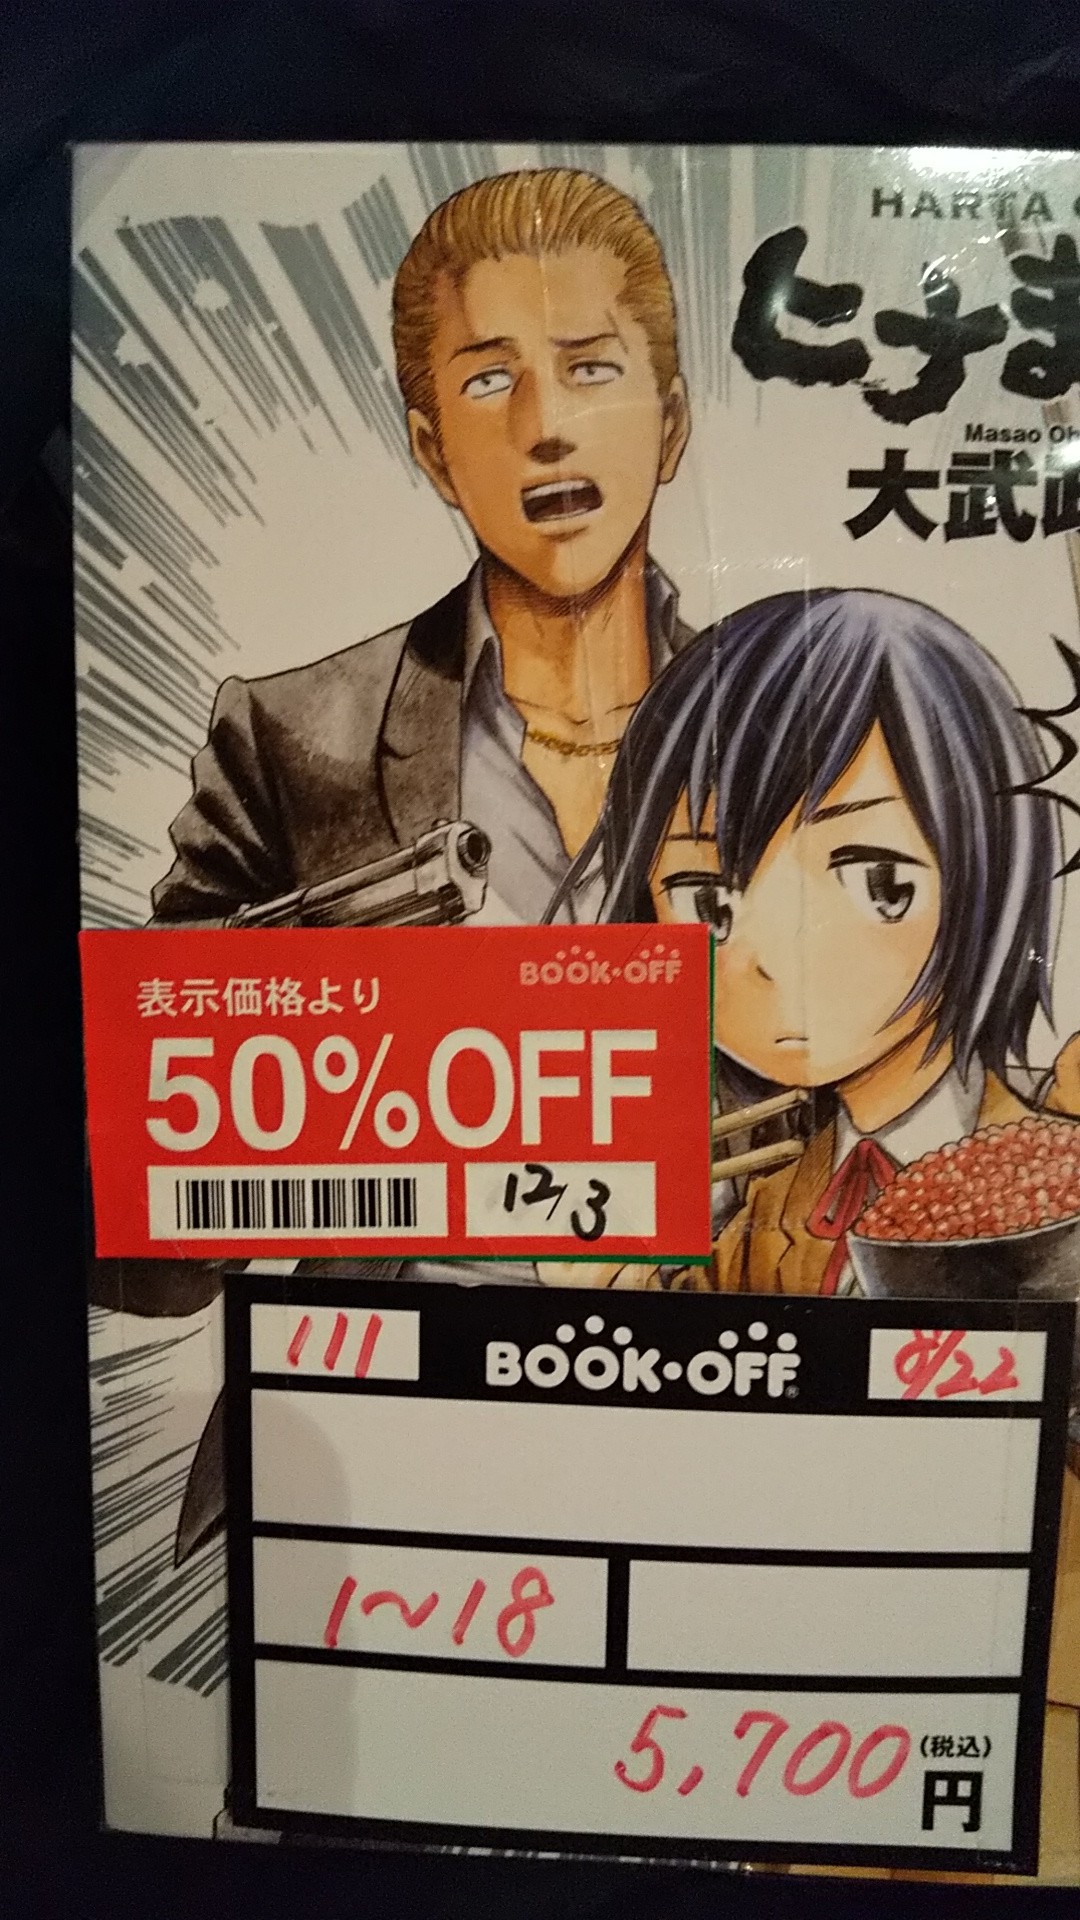 HARTA
ヒナま
Masao Oh
大武政
BOOK・OFF
表示価格より
50%OFF
12/3
111
BOOK・OFF®
8/22
1〜18
5,700
(税込)
円